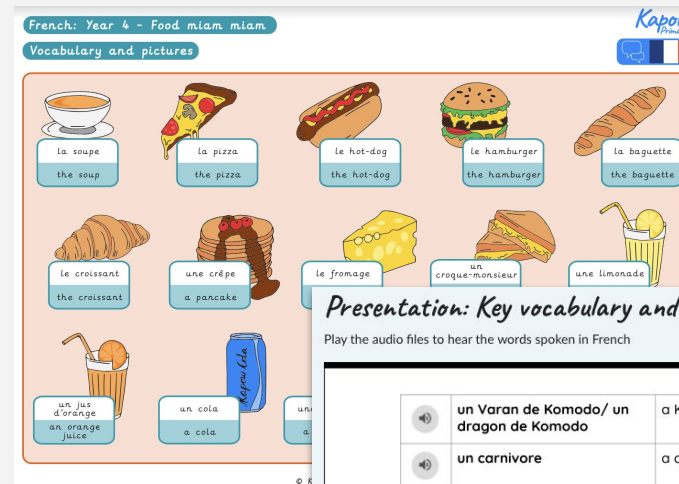 French: Year 4 - Food miam miam
Kapow
Prim
Vocabulary and pictures
la soupe
the soup
la pizza
the pizza
le hot-dog
the hot-dog
le hamburger
the hamburger
la baguette
the baguette
le croissant
the croissant
une crêpe
a pancake
le fromage
un
croque-monsieur
une limonade
un jus
d'orange
an orange
juice
Kapow Cola
un cola
a cola
un
a
Presentation: Key vocabulary and
Play the audio files to hear the words spoken in French
un Varan de Komodo/ un
dragon de Komodo
a K
un carnivore
a c
© K